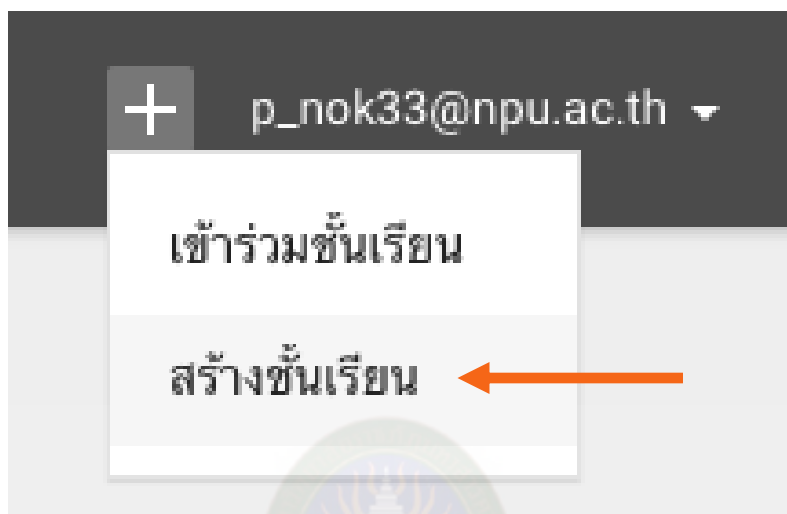 + p_nok33@npu.ac.th
เข้าร่วมชั้นเรียน
สร้างชั้นเรียน